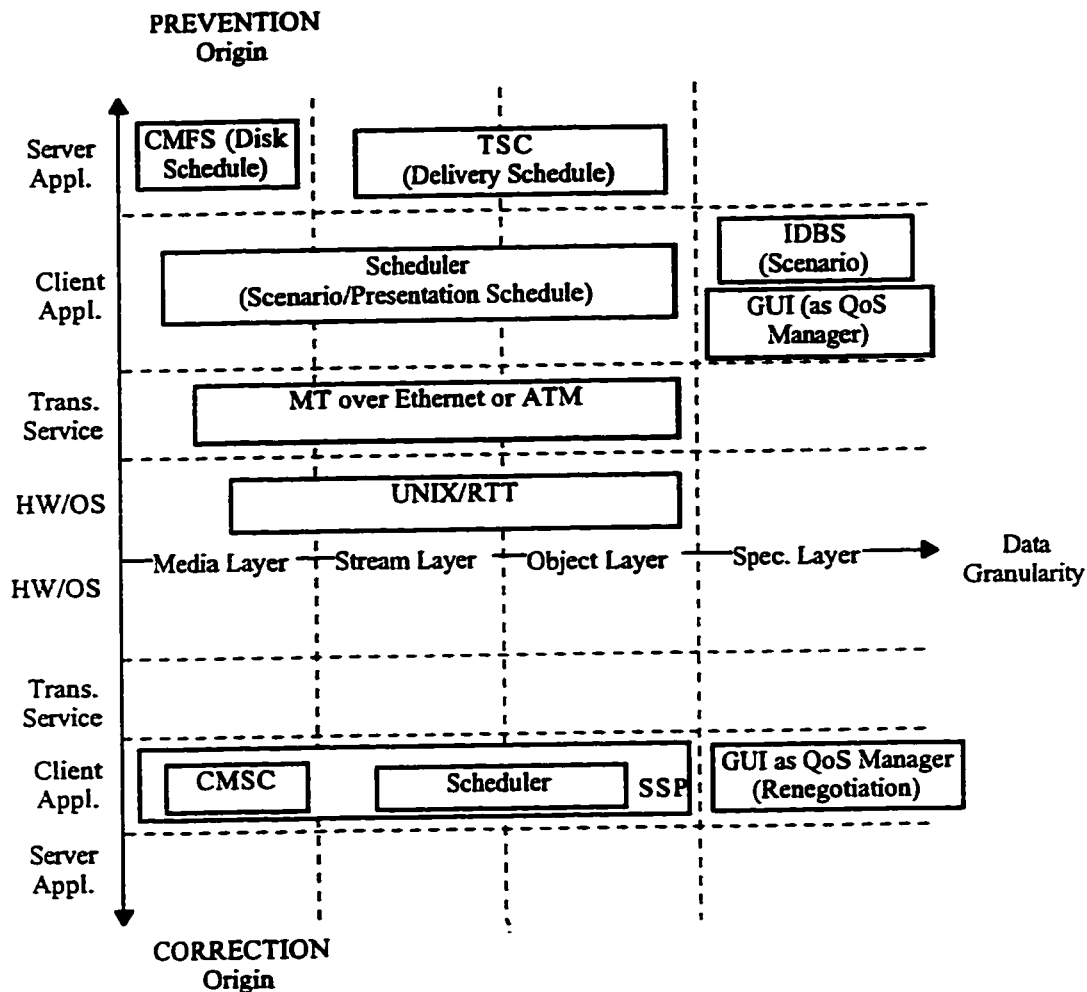 PREVENTION
Origin
Server
Appl.
CMFS (Disk
Schedule)
TSC
(Delivery Schedule)
Client
Appl.
Scheduler
(Scenario/Presentation Schedule)
IDBS
(Scenario)
GUI (as QoS
Manager)
Trans.
Service
MT over Ethernet or ATM
HW/OS
UNIX/RTT
Media Layer
Stream Layer
Object Layer
Spec. Layer
Data
Granularity
HW/OS
Trans.
Service
Client
Appl.
CMSC
Scheduler
SSP
GUI as QoS Manager
(Renegotiation)
Server
Appl.
CORRECTION
Origin